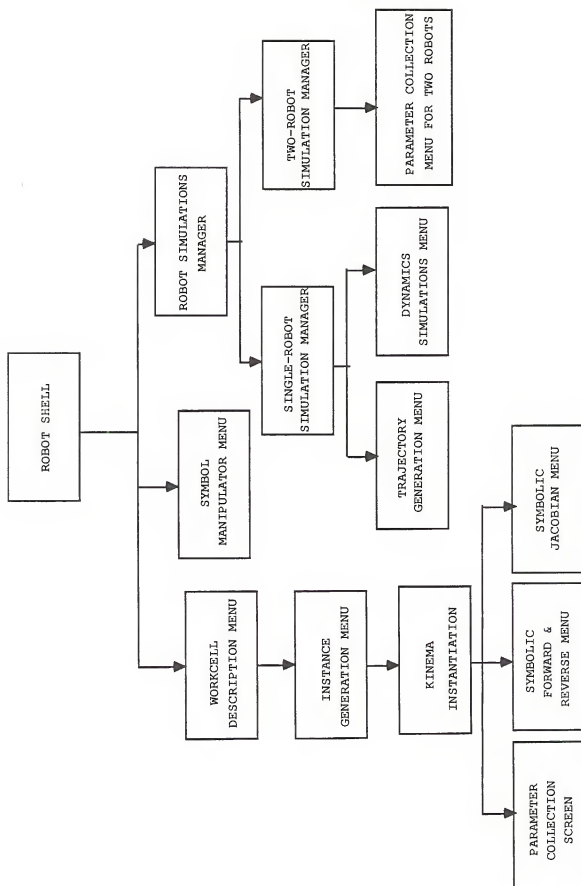 ROBOT SHELL
WORKCELL
DESCRIPTION MENU
SYMBOL
MANIPULATOR MENU
ROBOT SIMULATIONS
MANAGER
INSTANCE
GENERATION MENU
SINGLE-ROBOT
SIMULATION MANAGER
TWO-ROBOT
SIMULATION MANAGER
KINEMA
INSTANTIATION
TRAJECTORY
GENERATION MENU
DYNAMICS
SIMULATIONS MENU
PARAMETER COLLECTION
MENU FOR TWO ROBOTS
PARAMETER
COLLECTION
SCREEN
SYMBOLIC
FORWARD &
REVERSE MENU
SYMBOLIC
JACOBIAN MENU